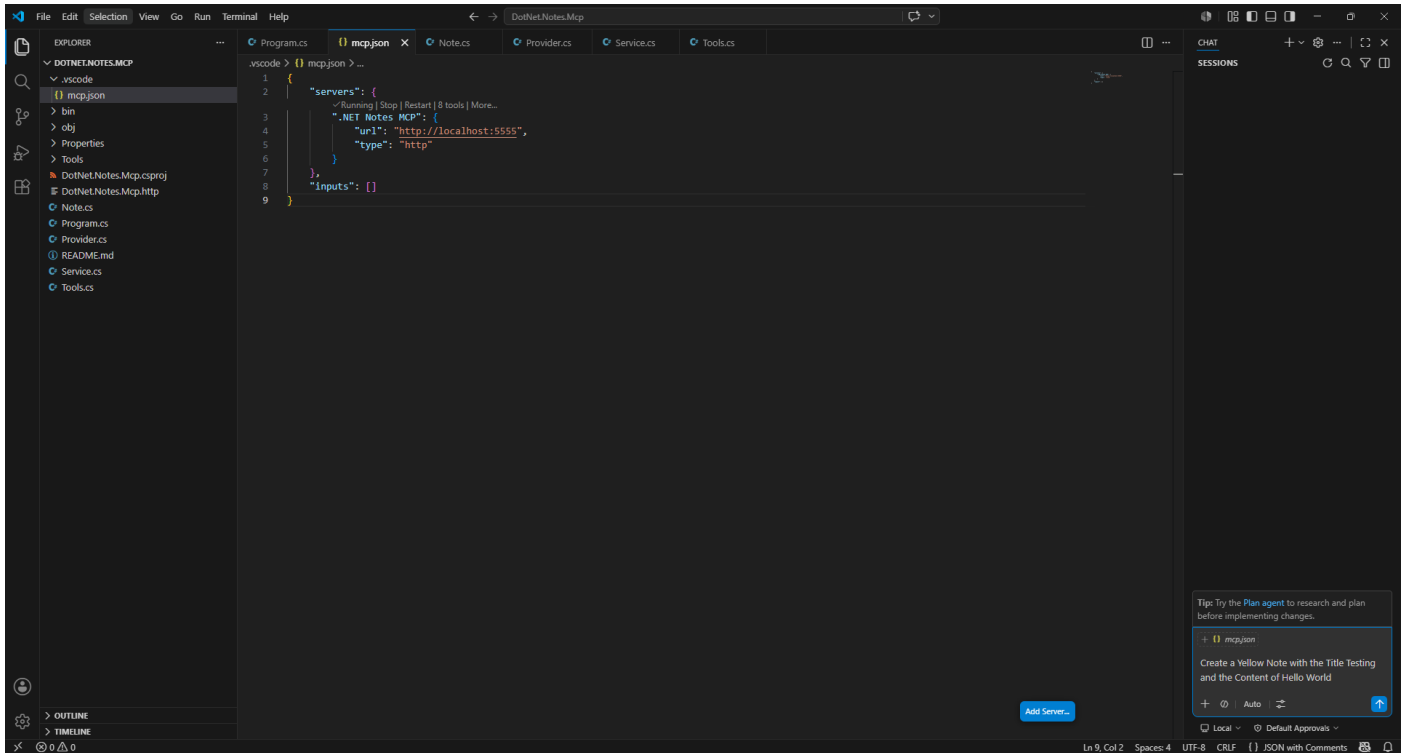 File Edit Selection View Go Run Terminal Help
DotNet.Notes.Mcp
EXPLORER
DOTNET.NOTES.MCP
.vscode
{} mcp.json
bin
obj
Properties
Tools
DotNet.Notes.Mcp.csproj
DotNet.Notes.Mcp.http
Note.cs
Program.cs
Provider.cs
README.md
Service.cs
Tools.cs
OUTLINE
TIMELINE
Program.cs {} mcp.json Note.cs Provider.cs Service.cs Tools.cs
.vscode > {} mcp.json > ...
1 {
2 "servers": {
✓Running | Stop | Restart | 8 tools | More...
3 ".NET Notes MCP": {
4 "url": "http://localhost:5555",
5 "type": "http"
6 }
7 },
8 "inputs": []
9 }
Add Server...
CHAT
SESSIONS
Tip: Try the Plan agent to research and plan
before implementing changes.
+ {} mcp.json
Create a Yellow Note with the Title Testing
and the Content of Hello World
Auto
Local Default Approvals
0 0 Ln 9, Col 2 Spaces: 4 UTF-8 CRLF {} JSON with Comments